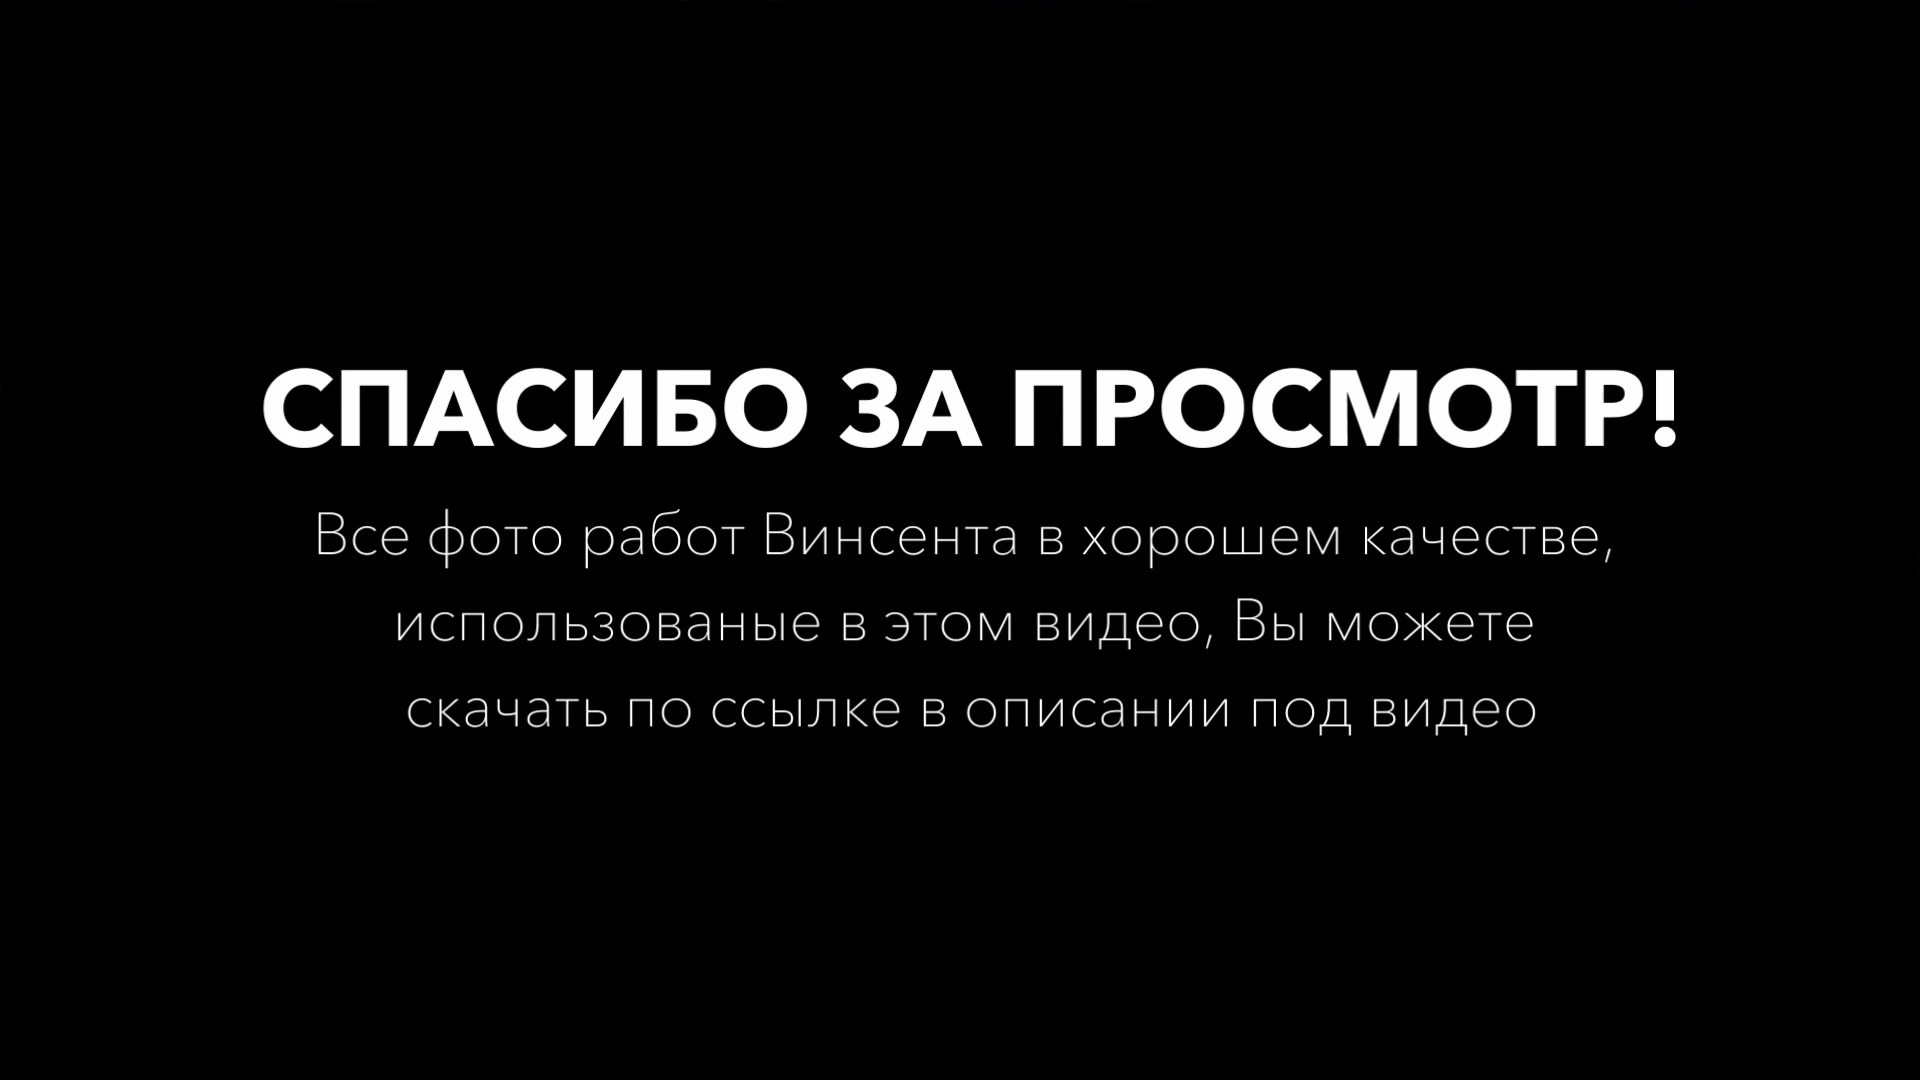 СПАСИБО ЗА ПРОСМОТР!
Все фото работ Винсента в хорошем качестве,
использованые в этом видео, Вы можете
скачать по ссылке в описании под видео